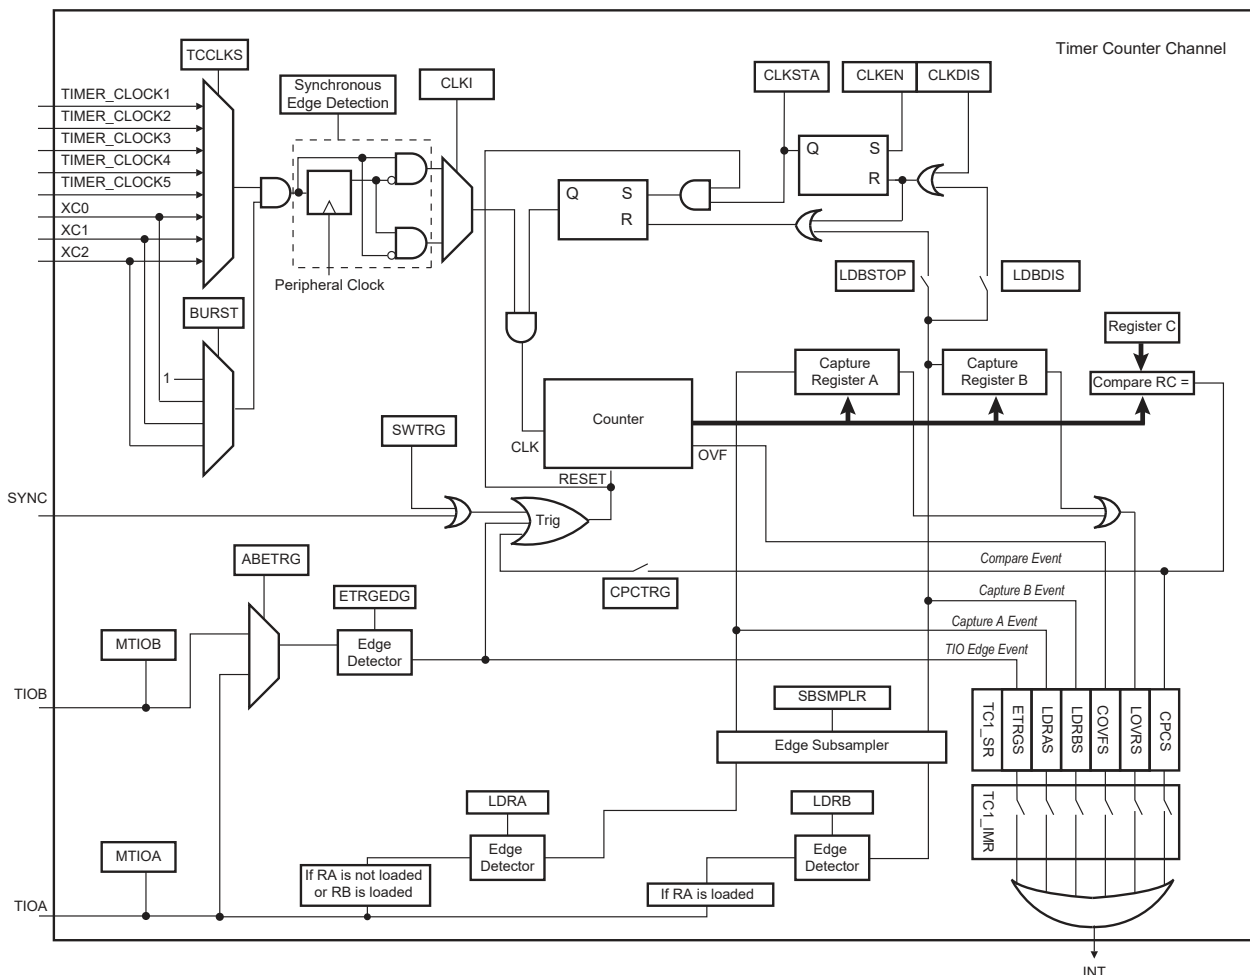 Timer Counter Channel
TCCLKS
CLKSTA
CLKEN
CLKDIS
Synchronous
Edge Detection
CLKI
TIMER_CLOCK1
TIMER_CLOCK2
TIMER_CLOCK3
TIMER_CLOCK4
TIMER_CLOCK5
XC0
XC1
XC2
Q
S
R
Q
S
R
Peripheral Clock
LDBSTOP
LDBDIS
BURST
1
Register C
Capture
Register A
Capture
Register B
Compare RC =
Counter
SWTRG
CLK
OVF
RESET
SYNC
Trig
ABETRG
Compare Event
CPCTRG
ETRGEDG
Capture B Event
MTIOB
Edge
Detector
Capture A Event
TIO Edge Event
TIOB
SBSMPLR
Edge Subsampler
TC1_SR
ETRGS
LDRAS
LDRBS
COVFS
LOVRS
CPCS
LDRA
LDRB
TC1_IMR
MTIOA
Edge
Detector
Edge
Detector
If RA is not loaded
or RB is loaded
If RA is loaded
TIOA
INT